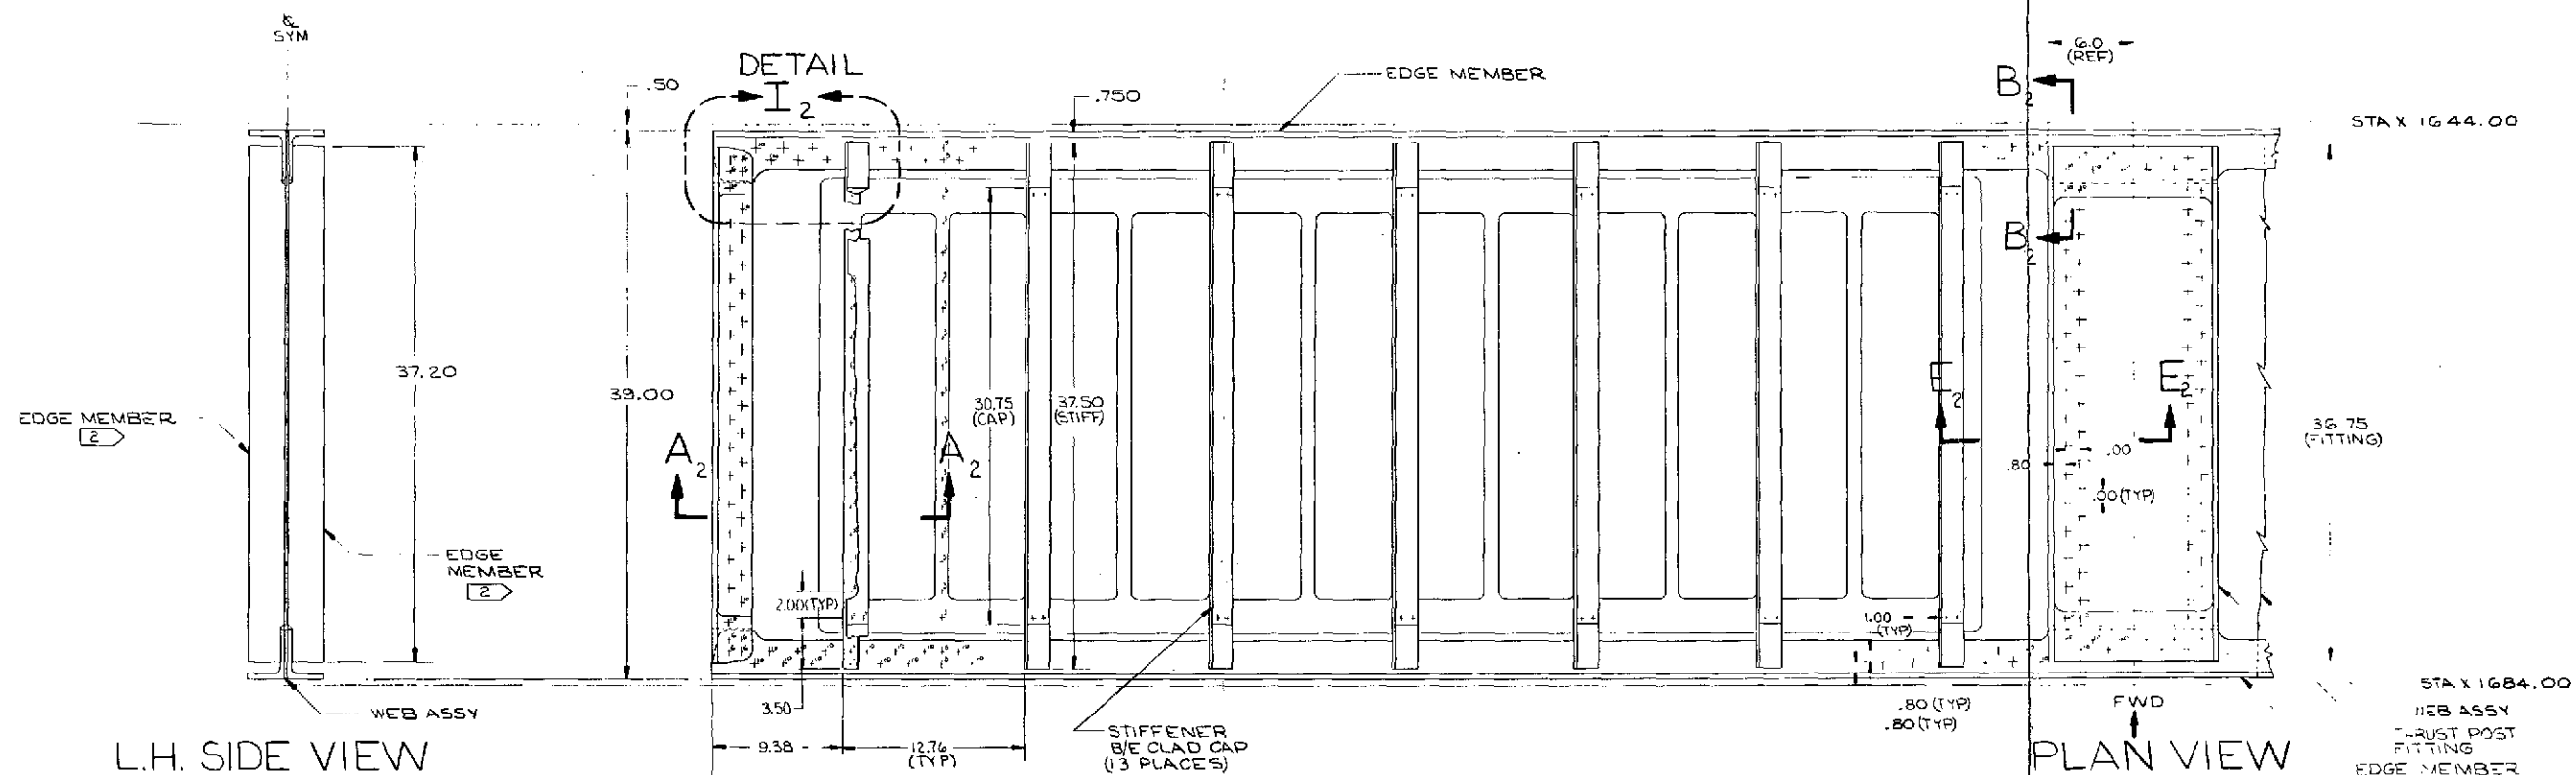 ℄
SYM
.50
DETAIL
I2
.750
EDGE MEMBER
6.0
(REF)
B2
STA X 1644.00
B2
37.20
39.00
30.75
(CAP)
37.50
(STIFF)
EDGE MEMBER
2
A2
A2
E2
E2
36.75
(FITTING)
.80
.00
.00 (TYP)
EDGE
MEMBER
2
2.00 (TYP)
1.00
(TYP)
3.50
WEB ASSY
9.38
12.76
(TYP)
STIFFENER
B/E CLAD CAP
(13 PLACES)
.80 (TYP)
.80 (TYP)
FWD
STA X 1684.00
WEB ASSY
THRUST POST
FITTING
EDGE MEMBER
L.H. SIDE VIEW
PLAN VIEW